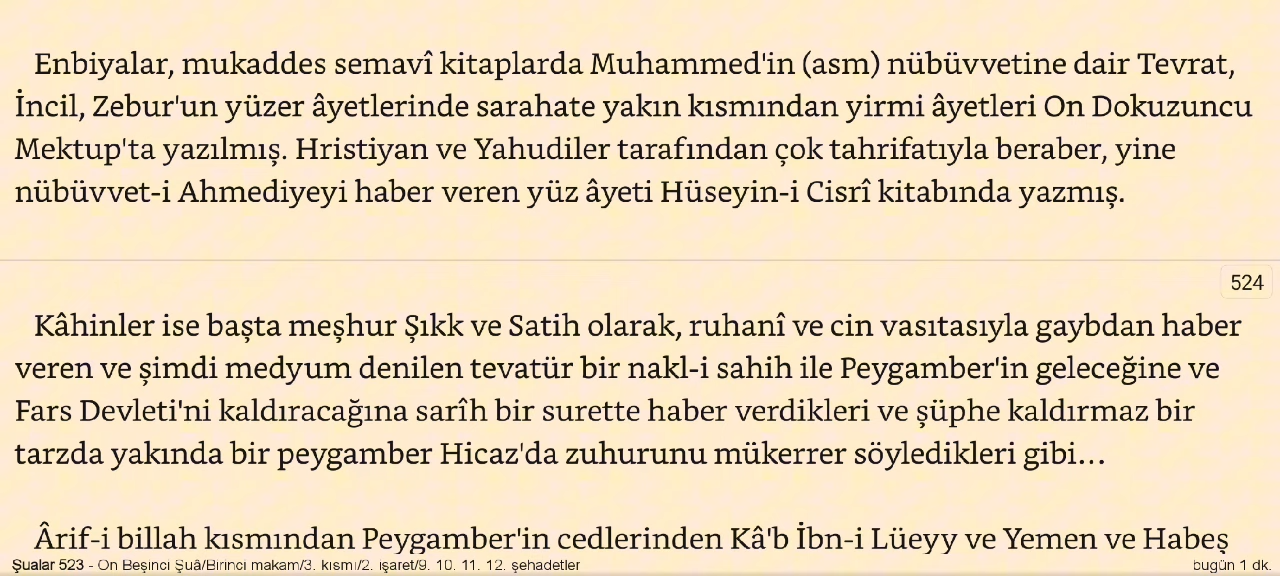 Enbiyalar, mukaddes semavî kitaplarda Muhammed'in (asm) nübüvvetine dair Tevrat,
İncil, Zebur'un yüzer âyetlerinde sarahate yakın kısmından yirmi âyetleri On Dokuzuncu
Mektup'ta yazılmış. Hristiyan ve Yahudiler tarafından çok tahrifatıyla beraber, yine
nübüvvet-i Ahmediyeyi haber veren yüz âyeti Hüseyin-i Cisrî kitabında yazmış.
524
Kâhinler ise başta meşhur Şıkk ve Satih olarak, ruhanî ve cin vasıtasıyla gaybdan haber
veren ve şimdi medyum denilen tevatür bir nakl-i sahih ile Peygamber'in geleceğine ve
Fars Devleti'ni kaldıracağına sarîh bir surette haber verdikleri ve şüphe kaldırmaz bir
tarzda yakında bir peygamber Hicaz'da zuhurunu mükerrer söyledikleri gibi...
Ârif-i billah kısmından Peygamber'in cedlerinden Kâ'b İbn-i Lüeyy ve Yemen ve Habeş
Şualar 523 - On Beşinci Şuâ/Birinci makam/3. kısmı/2. işaret/9. 10. 11. 12. şehadetler
bugün 1 dk.